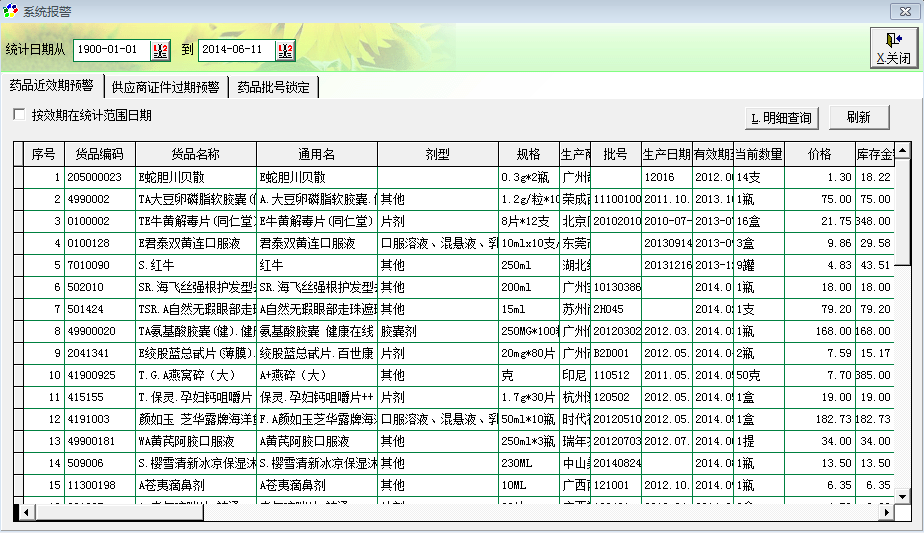 系统报警
统计日期从 1900-01-01 到 2014-06-11 X.关闭
药品近效期预警 供应商证件过期预警 药品批号锁定
按效期在统计范围日期 L. 明细查询 刷新
序号 货品编码 货品名称 通用名 剂型 规格 生产商 批号 生产日期 有效期至 当前数量 价格 库存金
1 205000023 E蛇胆川贝散 E蛇胆川贝散 0.3g*2瓶 广州 12016 2012.0 14支 1.30 18.22
2 4990002 TA大豆卵磷脂软胶囊.( A.大豆卵磷脂软胶囊.( 其他 1.2g/粒*10 荣成 11100100 2011.10. 2013.10 1瓶 75.00 75.00
3 0100002 TE牛黄解毒片(同仁堂) E牛黄解毒片(同仁堂) 片剂 8片*12支 北京 20102010 2010-07- 2013-0 16盒 21.75 348.00
4 0100128 E君泰双黄连口服液 君泰双黄连口服液 口服溶液、混悬液、乳 10mlx10支/ 东莞 20130914 2013-0 3盒 9.86 29.58
5 7010090 S.红牛 红牛 其他 250ml 湖北 20131216 2013-12 9罐 4.83 43.51
6 502010 SR.海飞丝强根护发型 SR.海飞丝强根护发型 其他 200ml 广州 10130386 2014.0 1瓶 18.00 18.00
7 501424 TSR.A自然无瑕眼部走珠 A自然无瑕眼部走珠遮 其他 15ml 苏州 2H045 2014.0 1支 79.20 79.20
8 49900020 TA氨基酸胶囊(健).健 氨基酸胶囊 健康在线 胶囊剂 250MG*100 广州 20120302 2012.03. 2014.0 1瓶 168.00 168.00
9 2041341 E绞股蓝总甙片(薄膜). 绞股蓝总甙片.百世康 片剂 20mg*80片 广州 B2D001 2012.05. 2014.0 2瓶 7.59 15.17
10 41900925 T.G.A燕窝碎（大） A+燕碎（大） 其他 克 印尼 110512 2011.05. 2014.0 50克 7.70 385.00
11 415155 T.保灵.孕妇钙咀嚼片 保灵.孕妇钙咀嚼片++ 片剂 1.7g*30片 杭州 120502 2012.05. 2014.0 1盒 19.00 19.00
12 4191003 颜如玉 芝华露牌海洋 F.A颜如玉芝华露牌海 口服溶液、混悬液、乳 50ml*10瓶 时代 20120510 2012.05. 2014.0 1盒 182.73 182.73
13 49900181 WA黄芪阿胶口服液 A黄芪阿胶口服液 其他 250ml*3瓶 瑞年 20120703 2012.07. 2014.0 1提 34.00 34.00
14 509006 S.樱雪清新冰凉保湿沐 S.樱雪清新冰凉保湿沐 其他 230ML 中山 20140824 2014.0 1瓶 13.50 13.50
15 11300198 A苍夷滴鼻剂 A苍夷滴鼻剂 其他 10ML 广西 121001 2012.10. 2014.0 1瓶 6.35 6.35